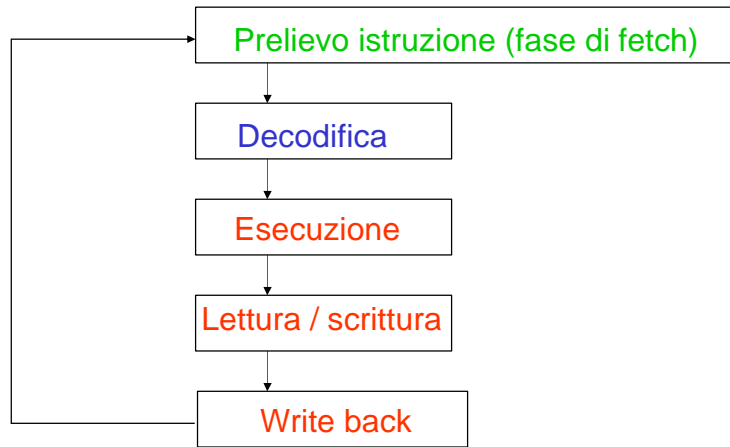 Prelievo istruzione (fase di fetch)
Decodifica
Esecuzione
Lettura / scrittura
Write back